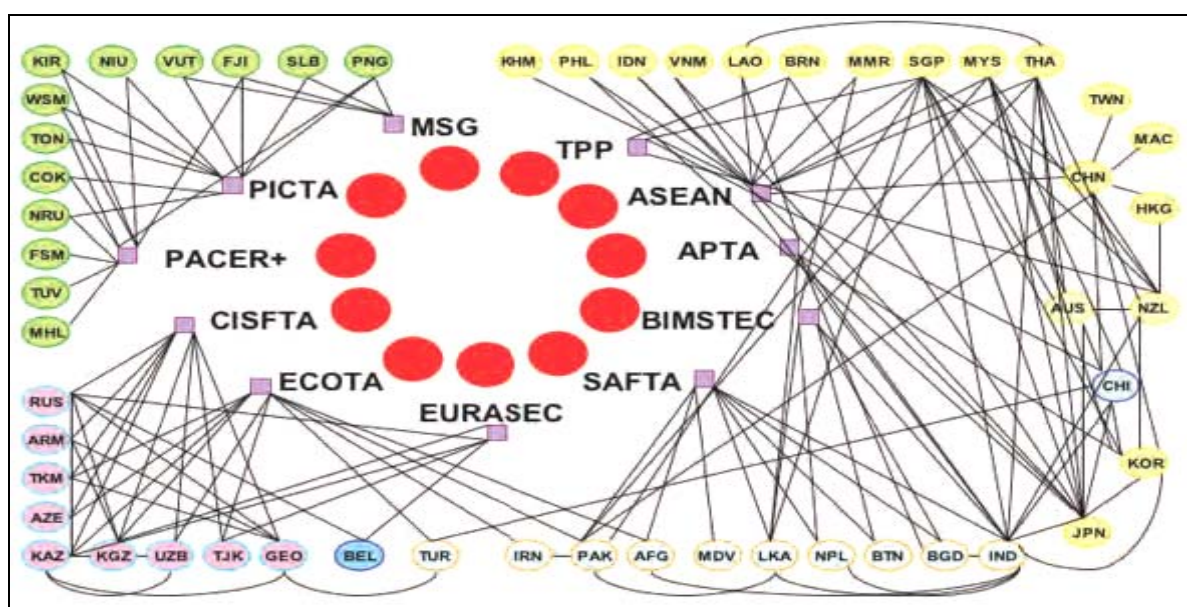 KIR NIU VUT FJI SLB PNG KHM PHL IDN VNM LAO BRN MMR SGP MYS THA
WSM
TWN
MSG
TON
TPP
MAC
COK
PICTA
ASEAN
CHN
NRU
HKG
FSM
PACER+
APTA
TUV
AUS
NZL
MHL
CISFTA
BIMSTEC
ECOTA
SAFTA
CHI
RUS
EURASEC
ARM
KOR
TKM
AZE
JPN
KAZ KGZ UZB TJK GEO BEL TUR IRN PAK AFG MDV LKA NPL BTN BGD IND